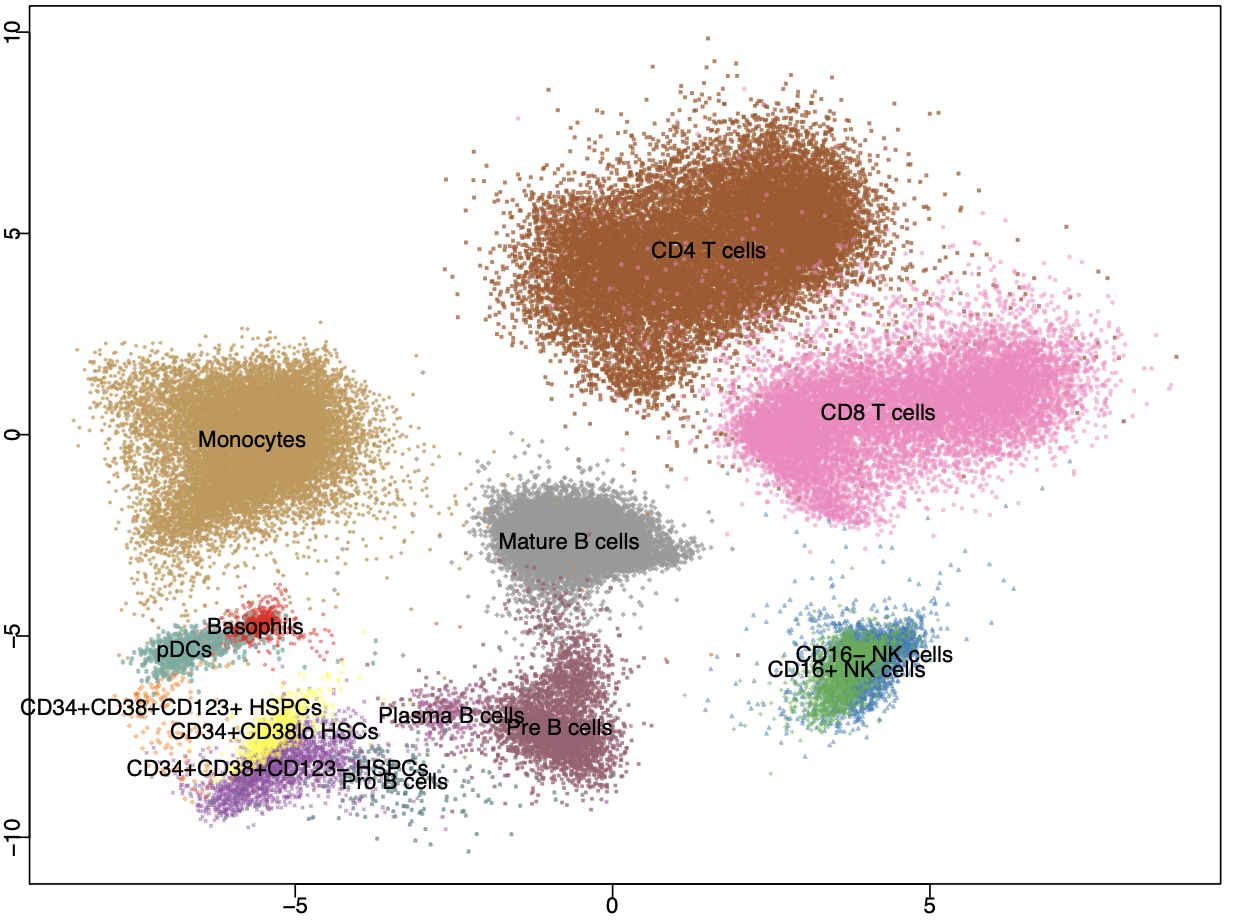 10
5
0
−5
−10
CD4 T cells
CD8 T cells
Monocytes
Mature B cells
Basophils
pDCs
CD16− NK cells
CD16+ NK cells
CD34+CD38+CD123+ HSPCs
Plasma B cells
Pre B cells
CD34+CD38lo HSCs
CD34+CD38+CD123− HSPCs
Pro B cells
−5
0
5